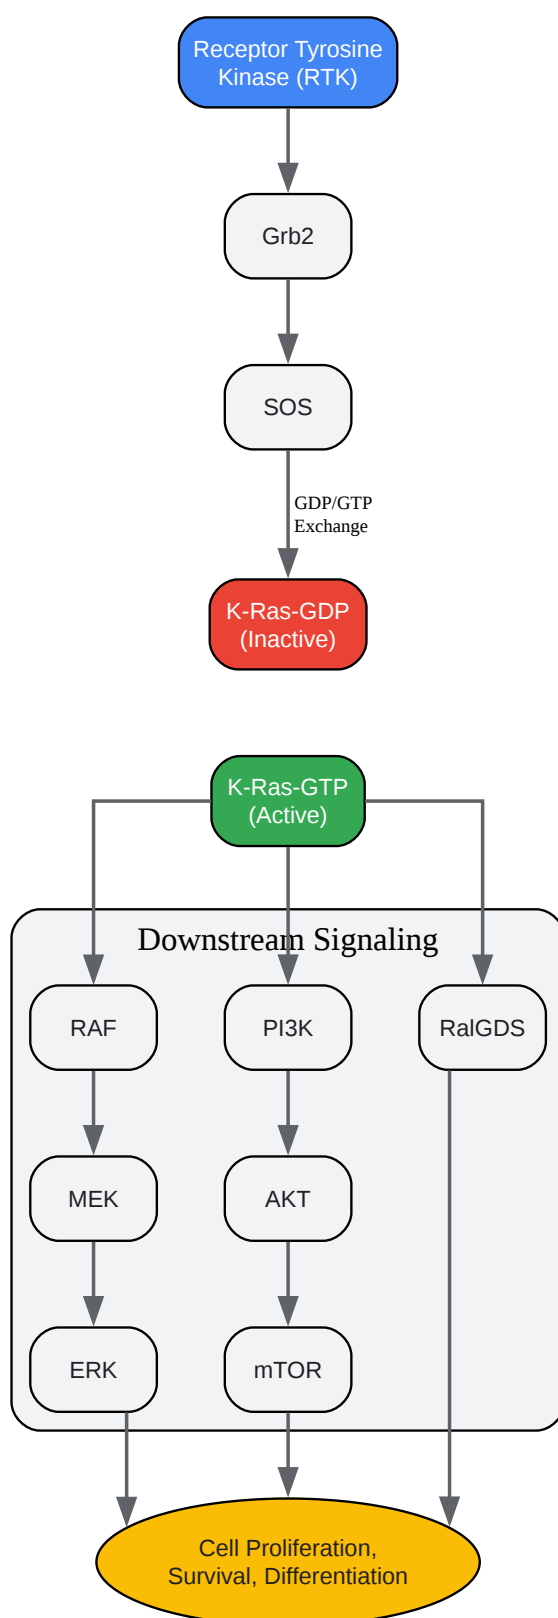 Receptor Tyrosine
Kinase (RTK)
Grb2
SOS
GDP/GTP
Exchange
K-Ras-GDP
(Inactive)
K-Ras-GTP
(Active)
Downstream Signaling
RAF
PI3K
RalGDS
MEK
AKT
ERK
mTOR
Cell Proliferation,
Survival, Differentiation